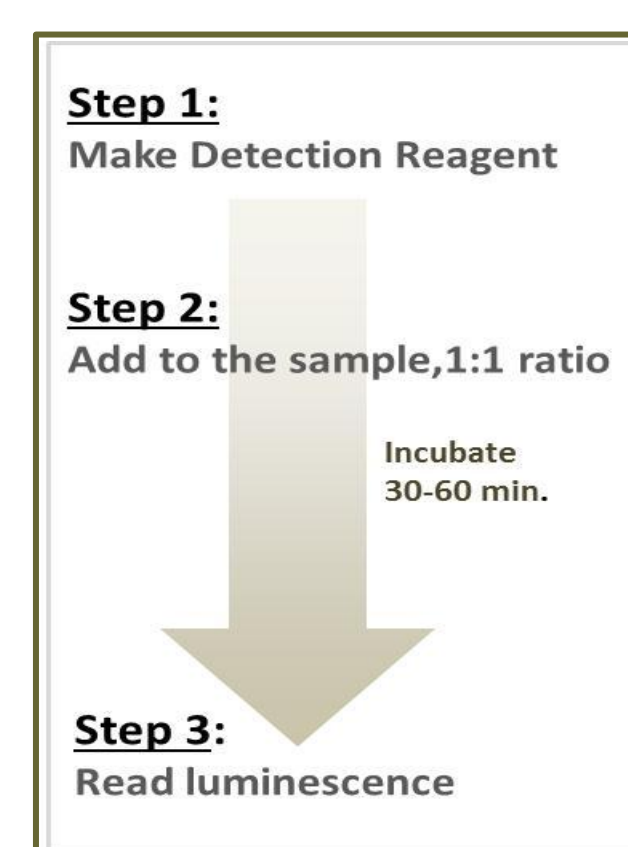 Step 1:
Make Detection Reagent
Step 2:
Add to the sample,1:1 ratio
Incubate
30-60 min.
Step 3:
Read luminescence